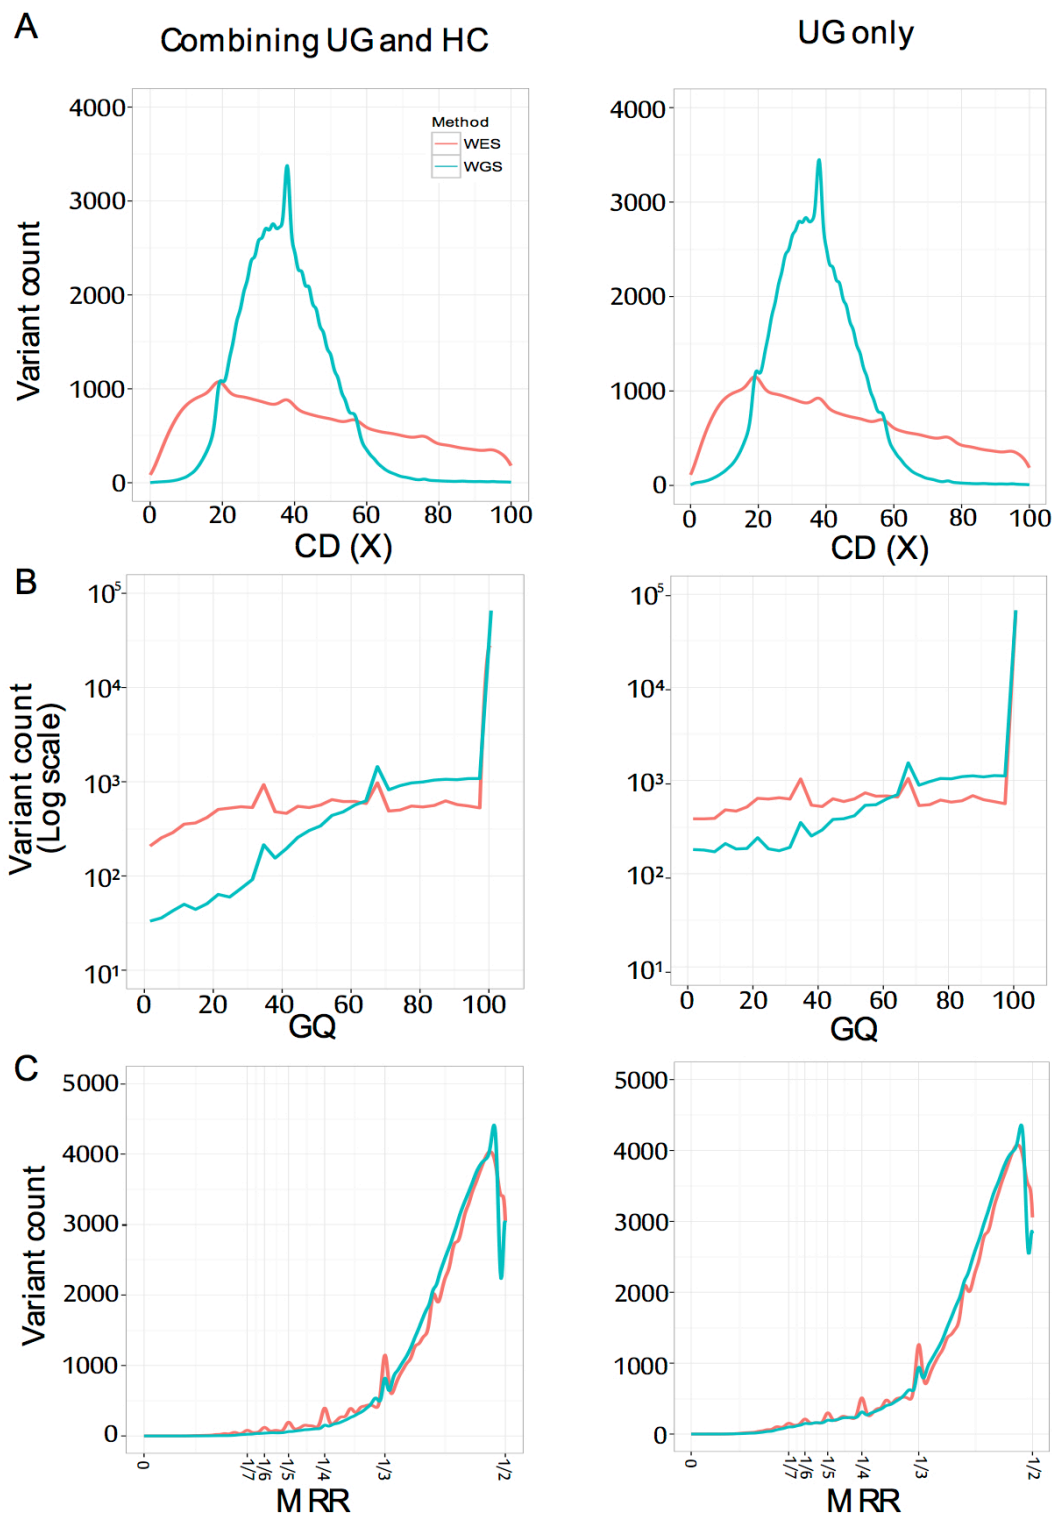 A
Combining UG and HC
UG only
Variant count
4000
3000
2000
1000
0
Method
WES
WGS
0 20 40 60 80 100
CD (X)
4000
3000
2000
1000
0
0 20 40 60 80 100
CD (X)
B
Variant count
(Log scale)
10⁵
10⁴
10³
10²
10¹
0 20 40 60 80 100
GQ
10⁵
10⁴
10³
10²
10¹
0 20 40 60 80 100
GQ
C
Variant count
5000
4000
3000
2000
1000
0
0 1/7 1/6 1/5 1/4 1/3 1/2
MRR
5000
4000
3000
2000
1000
0
0 1/7 1/6 1/5 1/4 1/3 1/2
MRR